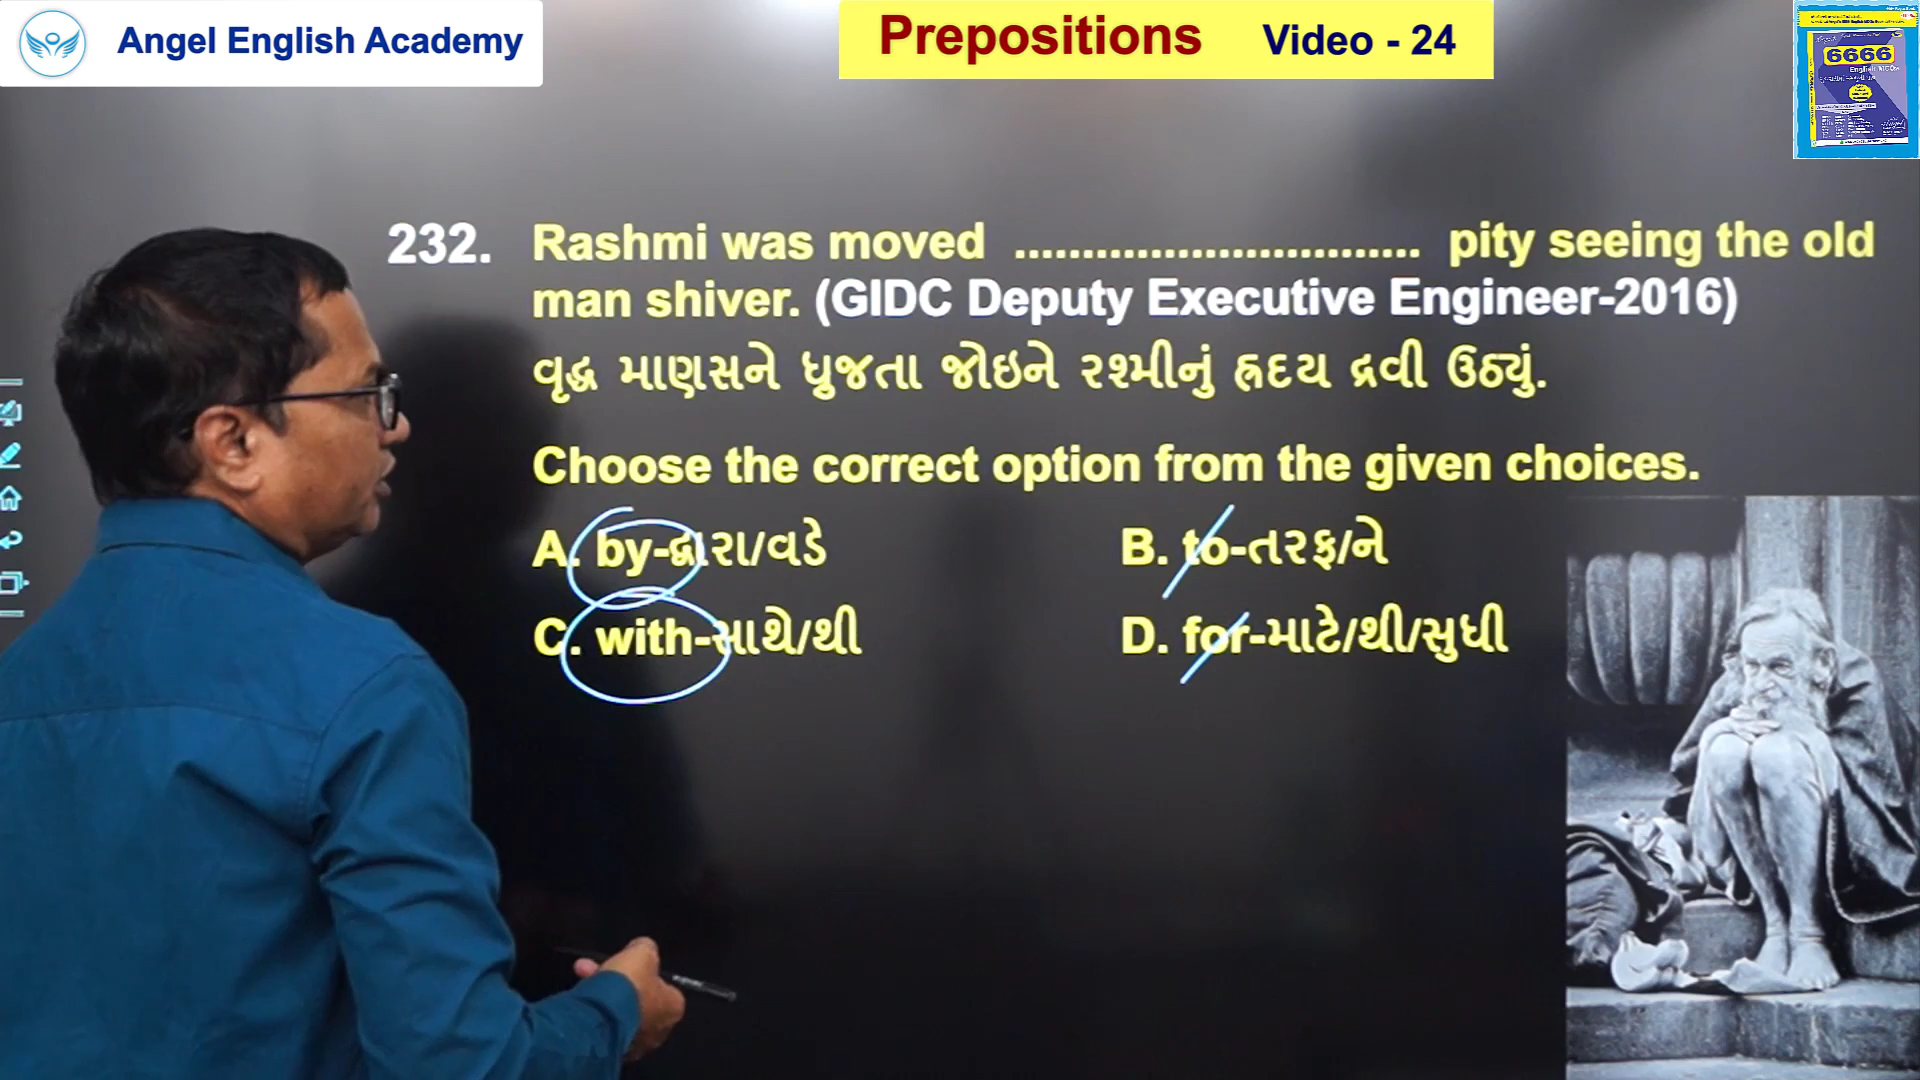 Angel English Academy
Prepositions Video - 24
6666
232. Rashmi was moved .............................. pity seeing the old
man shiver. (GIDC Deputy Executive Engineer-2016)
વૃદ્ધ માણસને ધ્રુજતા જોઇને રશ્મીનું હ્રદય દ્રવી ઉઠ્યું.
Choose the correct option from the given choices.
A. by-દ્વારા/વડે B. to-તરફ/ને
C. with-સાથે/થી D. for-માટે/થી/સુધી